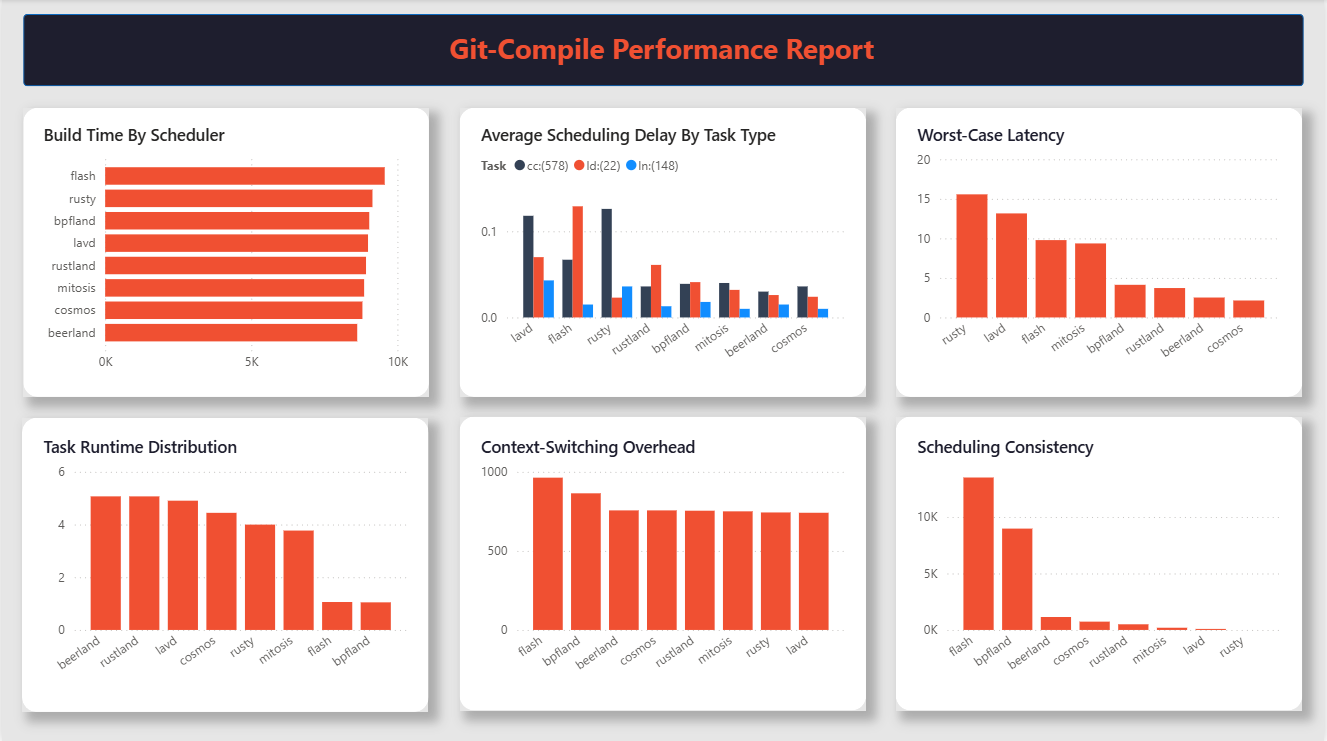 Git-Compile Performance Report
Build Time By Scheduler
flash
rusty
bpfland
lavd
rustland
mitosis
cosmos
beerland
0K 5K 10K
Average Scheduling Delay By Task Type
Task cc:(578) ld:(22) ln:(148)
0.1
0.0
lavd flash rusty rustland bpfland mitosis beerland cosmos
Worst-Case Latency
20
15
10
5
0
rusty lavd flash mitosis bpfland rustland beerland cosmos
Task Runtime Distribution
6
4
2
0
beerland rustland lavd cosmos rusty mitosis flash bpfland
Context-Switching Overhead
1000
500
0
flash bpfland beerland cosmos rustland mitosis rusty lavd
Scheduling Consistency
10K
5K
0K
flash bpfland beerland cosmos rustland mitosis lavd rusty